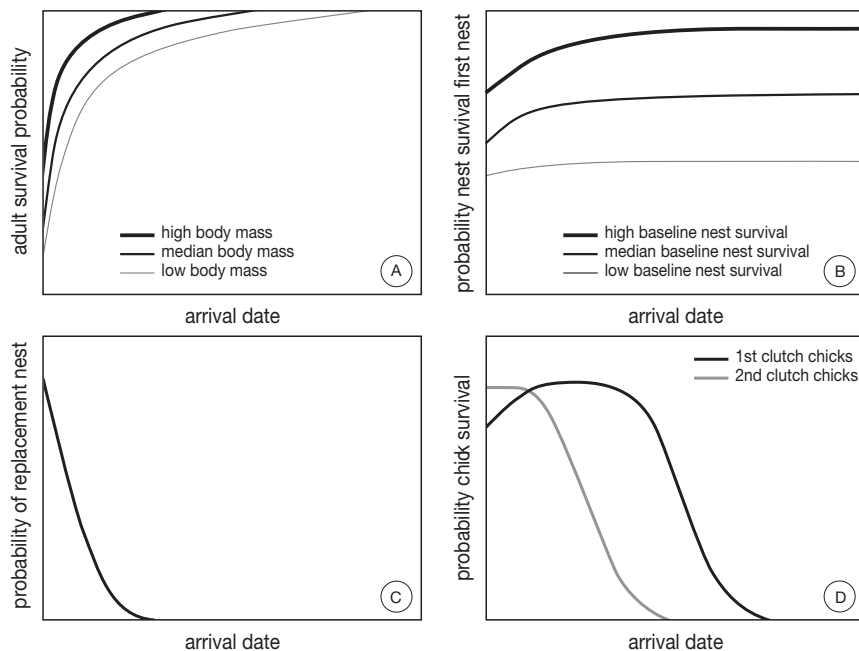 adult survival probability
high body mass
median body mass
low body mass
A
arrival date
probability nest survival first nest
high baseline nest survival
median baseline nest survival
low baseline nest survival
B
arrival date
probability of replacement nest
C
arrival date
probability chick survival
1st clutch chicks
2nd clutch chicks
D
arrival date